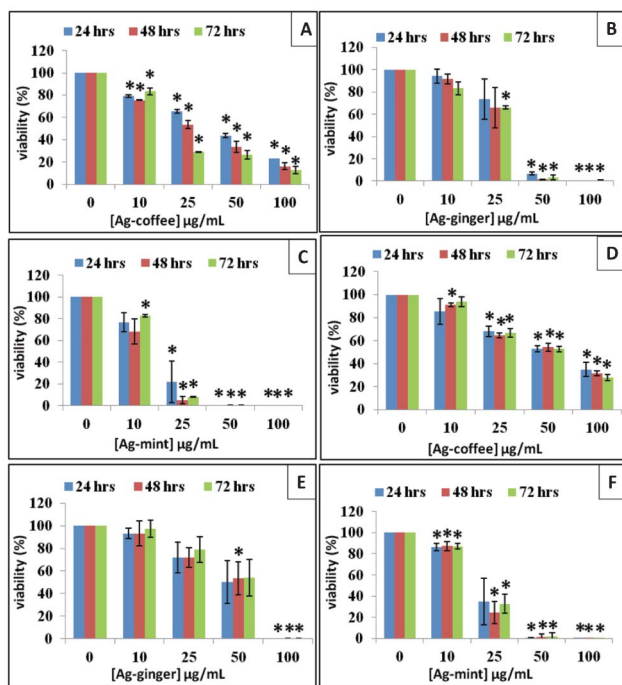 A
24 hrs 48 hrs 72 hrs
viability (%)
120
100
80
60
40
20
0
* * *
* * *
* * *
* * *
0 10 25 50 100
[Ag-coffee] µg/mL
B
24 hrs 48 hrs 72 hrs
viability (%)
120
100
80
60
40
20
0
*
* **
***
0 10 25 50 100
[Ag-ginger] µg/mL
C
24 hrs 48 hrs 72 hrs
viability (%)
120
100
80
60
40
20
0
*
* **
***
***
0 10 25 50 100
[Ag-mint] µg/mL
D
24 hrs 48 hrs 72 hrs
viability (%)
120
100
80
60
40
20
0
*
* * *
* * *
* * *
0 10 25 50 100
[Ag-coffee] µg/mL
E
24 hrs 48 hrs 72 hrs
viability (%)
120
100
80
60
40
20
0
*
***
0 10 25 50 100
[Ag-ginger] µg/mL
F
24 hrs 48 hrs 72 hrs
viability (%)
120
100
80
60
40
20
0
***
* *
* **
***
0 10 25 50 100
[Ag-mint] µg/mL